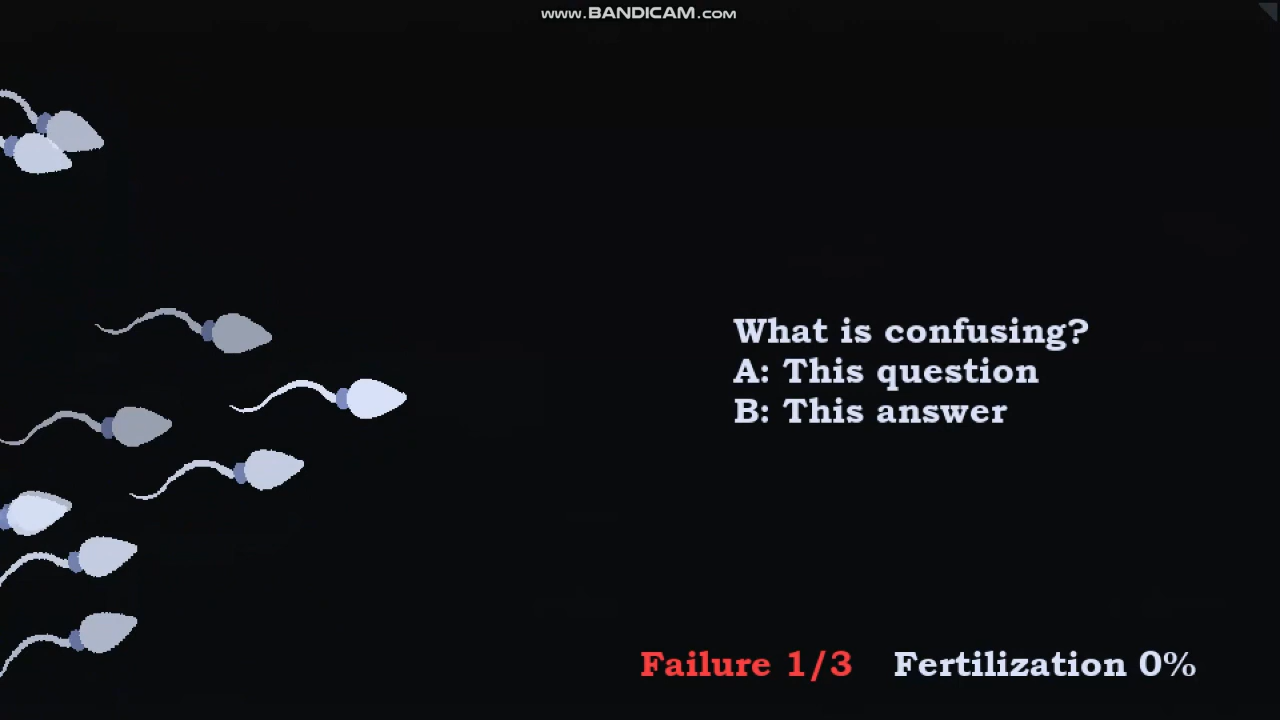 www.BANDICAM.com
What is confusing?
A: This question
B: This answer
Failure 1/3 Fertilization 0%